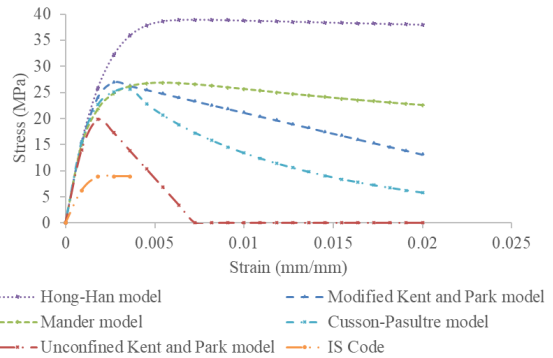 40
35
30
25
20
15
10
5
0
Stress (MPa)
0 0.005 0.01 0.015 0.02 0.025
Strain (mm/mm)
Hong-Han model Modified Kent and Park model
Mander model Cusson-Pasultre model
Unconfined Kent and Park model IS Code